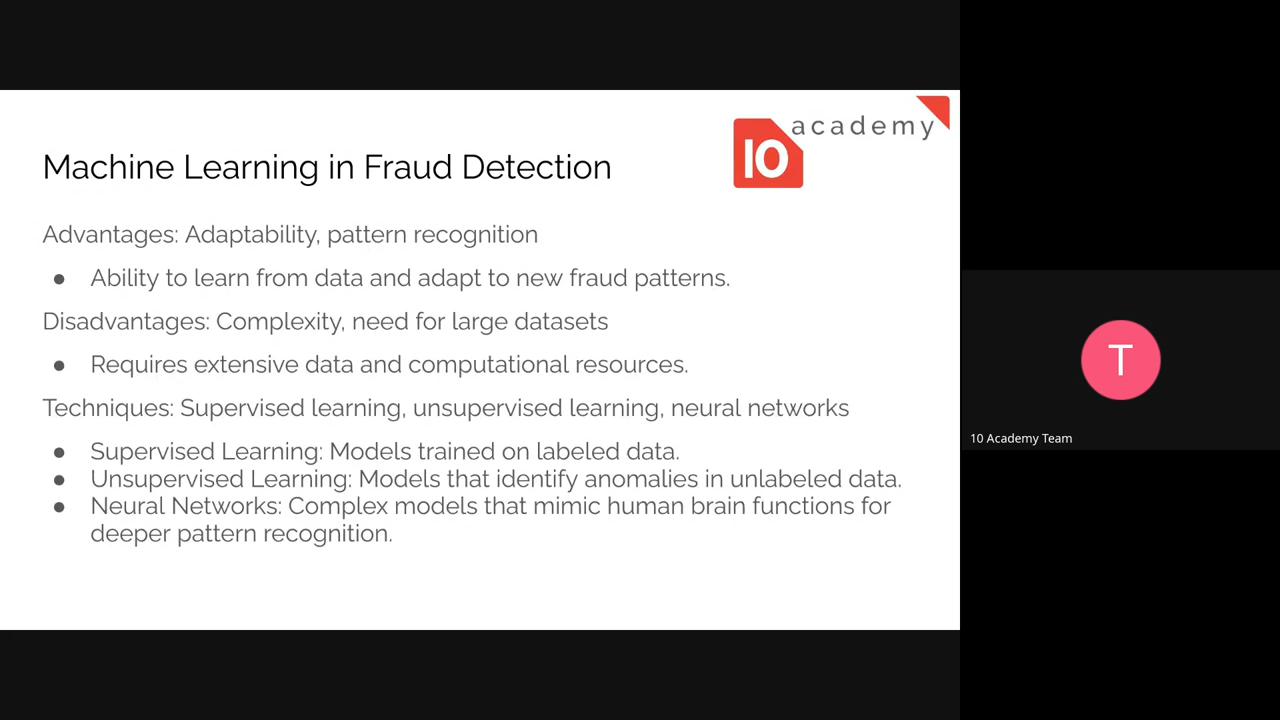 10 academy
Machine Learning in Fraud Detection
Advantages: Adaptability, pattern recognition
● Ability to learn from data and adapt to new fraud patterns.
Disadvantages: Complexity, need for large datasets
● Requires extensive data and computational resources.
Techniques: Supervised learning, unsupervised learning, neural networks
● Supervised Learning: Models trained on labeled data.
● Unsupervised Learning: Models that identify anomalies in unlabeled data.
● Neural Networks: Complex models that mimic human brain functions for
deeper pattern recognition.
T
10 Academy Team